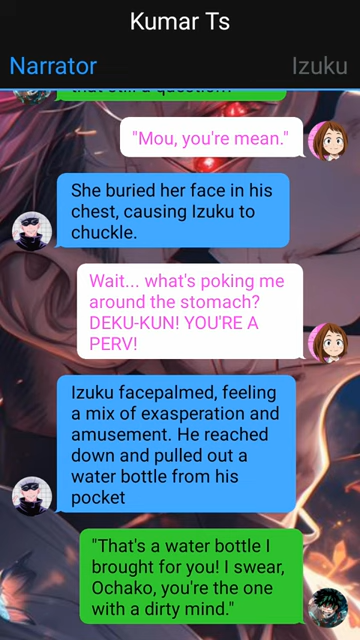 Kumar Ts
Narrator
Izuku
that still a question?"
"Mou, you're mean."
She buried her face in his
chest, causing Izuku to
chuckle.
Wait... what's poking me
around the stomach?
DEKU-KUN! YOU'RE A
PERV!
Izuku facepalmed, feeling
a mix of exasperation and
amusement. He reached
down and pulled out a
water bottle from his
pocket
"That's a water bottle I
brought for you! I swear,
Ochako, you're the one
with a dirty mind."